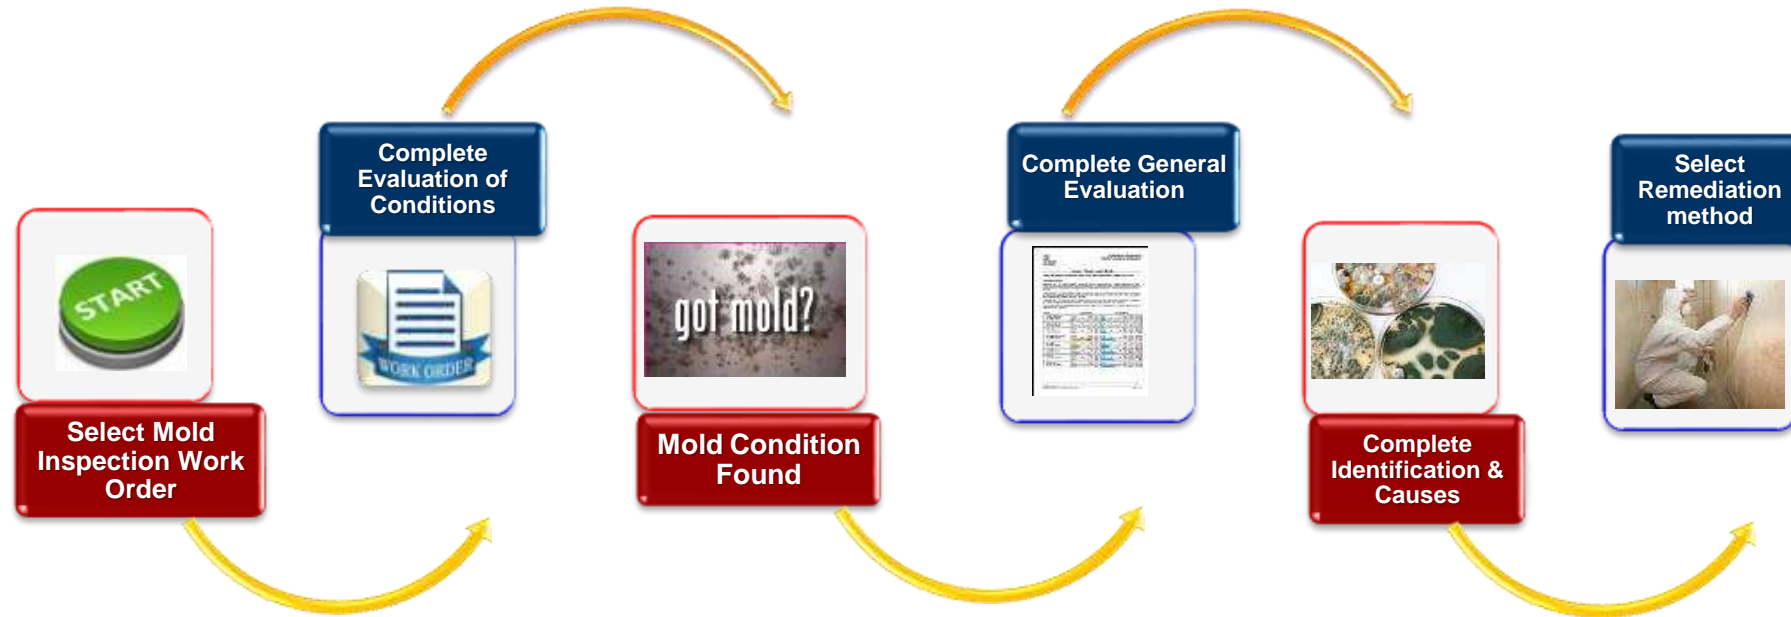 START
Select Mold
Inspection Work
Order
Complete
Evaluation of
Conditions
WORK ORDER
got mold?
Mold Condition
Found
Complete General
Evaluation
Complete
Identification &
Causes
Select
Remediation
method